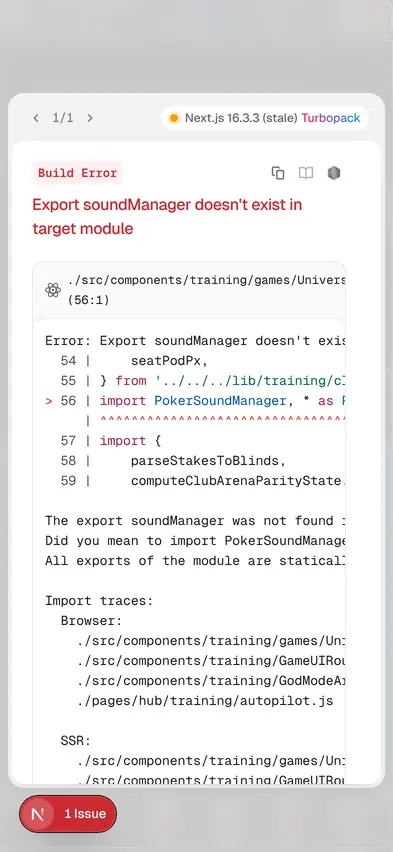 1/1
Next.js 16.3.3 (stale) Turbopack
Build Error
Export soundManager doesn't exist in
target module
./src/components/training/games/Univers
(56:1)
Error: Export soundManager doesn't exis
54 | seatPodPx,
55 | } from '../../../lib/training/cl
> 56 | import PokerSoundManager, * as P
| ^^^^^^^^^^^^^^^^^^^^^^^^^^^^^^^^
57 | import {
58 | parseStakesToBlinds,
59 | computeClubArenaParityState
The export soundManager was not found i
Did you mean to import PokerSoundManage
All exports of the module are staticall
Import traces:
Browser:
./src/components/training/games/Uni
./src/components/training/GameUIRou
./src/components/training/GodModeAr
./pages/hub/training/autopilot.js
SSR:
./src/components/training/games/Uni
./src/components/training/GameUIRou
N 1 Issue